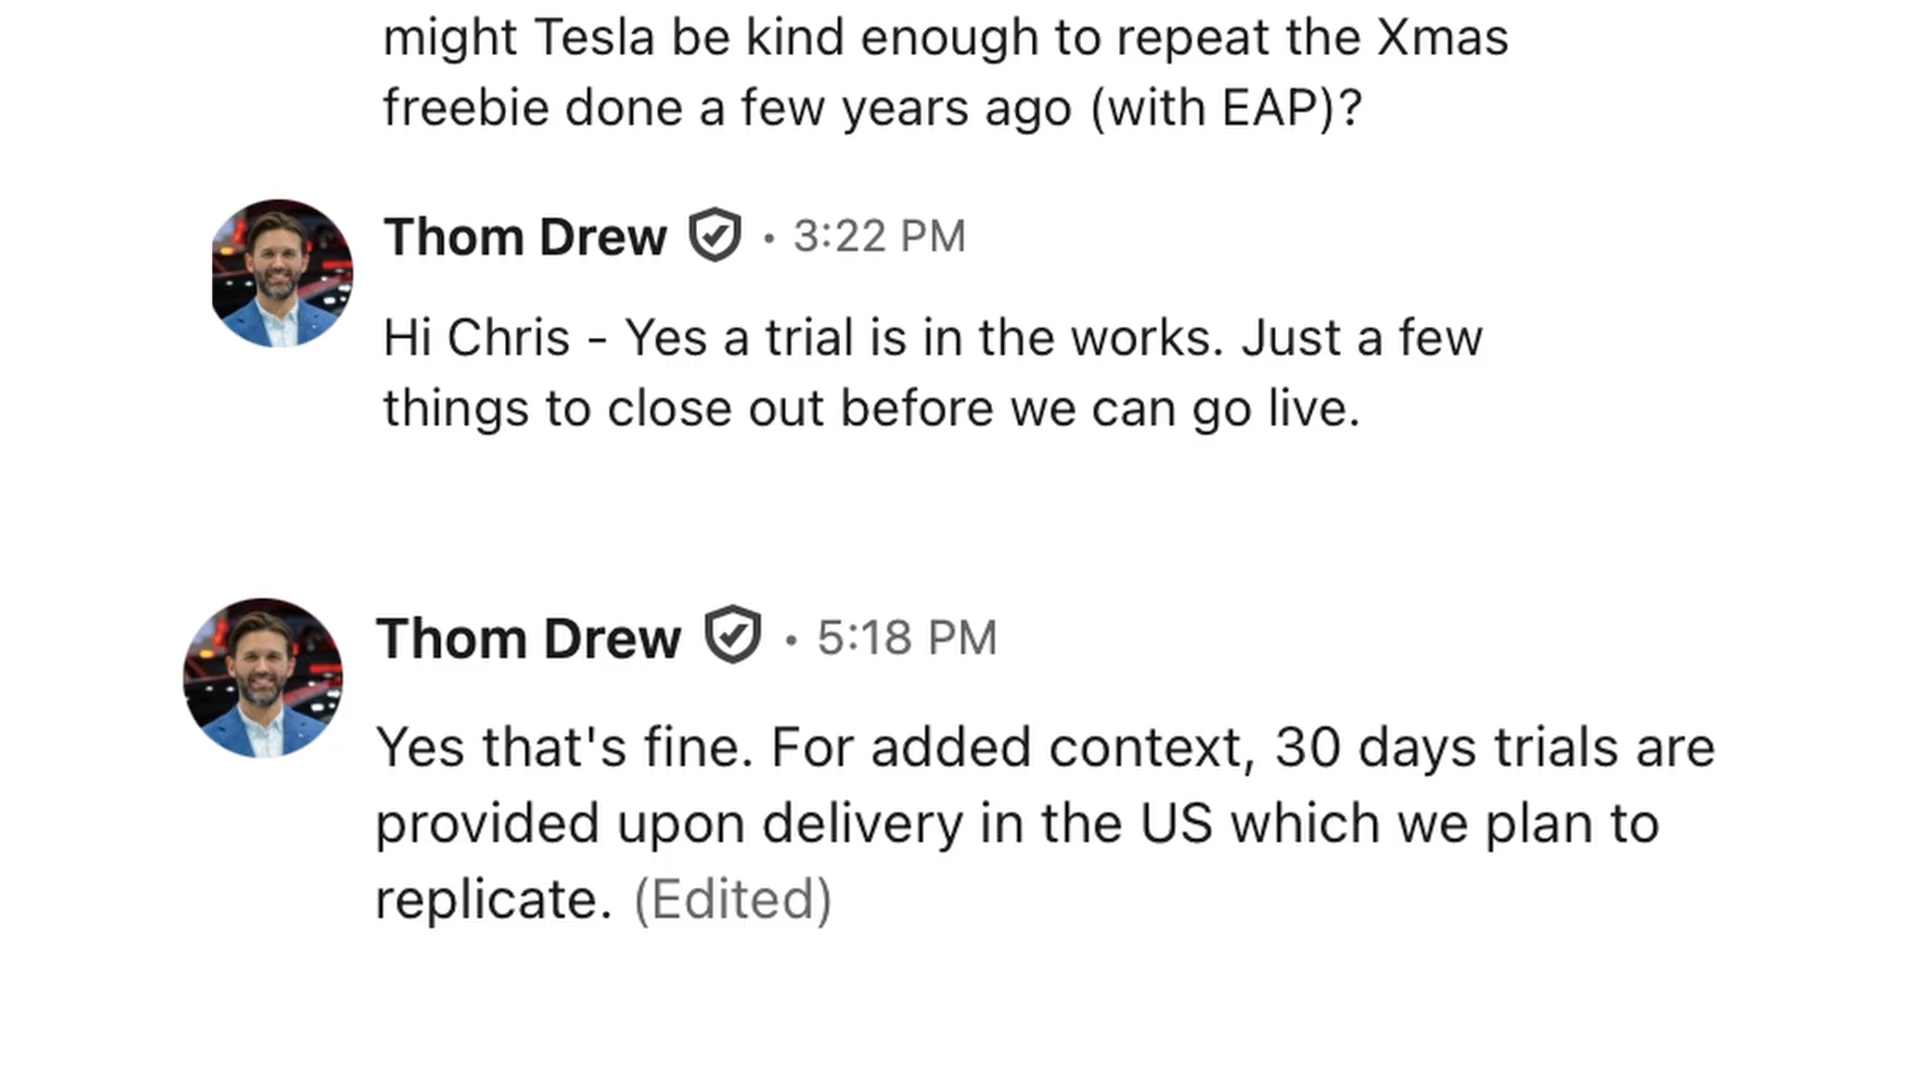 might Tesla be kind enough to repeat the Xmas
freebie done a few years ago (with EAP)?
Thom Drew • 3:22 PM
Hi Chris - Yes a trial is in the works. Just a few
things to close out before we can go live.
Thom Drew • 5:18 PM
Yes that's fine. For added context, 30 days trials are
provided upon delivery in the US which we plan to
replicate. (Edited)